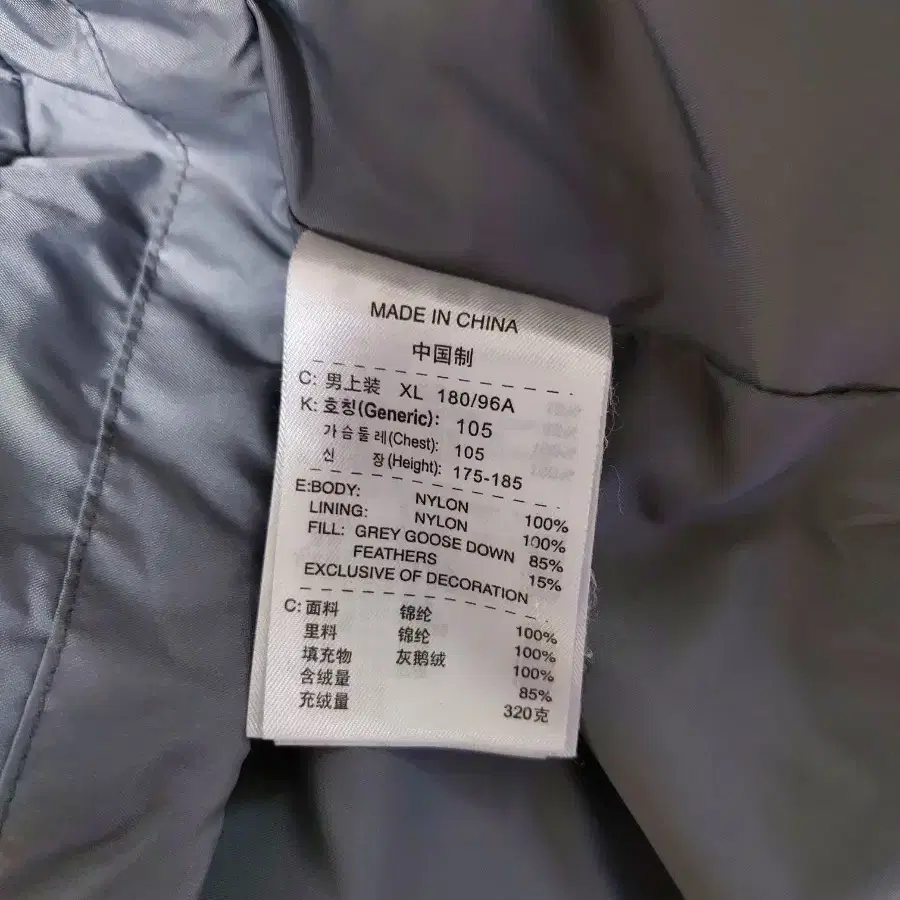 MADE IN CHINA
中国制
C: 男上装 XL 180/96A
K: 호칭(Generic): 105
가슴둘레(Chest): 105
신 장(Height): 175-185
E:BODY: NYLON 100%
LINING: NYLON 100%
FILL: GREY GOOSE DOWN 85%
FEATHERS 15%
EXCLUSIVE OF DECORATION
C: 面料 锦纶 100%
里料 锦纶 100%
填充物 灰鹅绒 100%
含绒量 85%
充绒量 320克